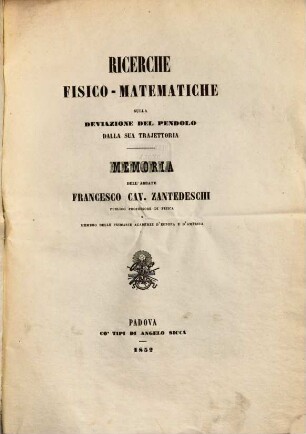 RICERCHE
FISICO-MATEMATICHE
SULLA
DEVIAZIONE DEL PENDOLO
DALLA SUA TRAJETTORIA
MEMORIA
DELL'ABBATE
FRANCESCO CAV. ZANTEDESCHI
PUBBLICO PROFESSORE DI FISICA
E
MEMBRO DELLE PRIMARIE ACADEMIE D'EUROPA E D'AMERICA
PADOVA
CO' TIPI DI ANGELO SICCA
1852